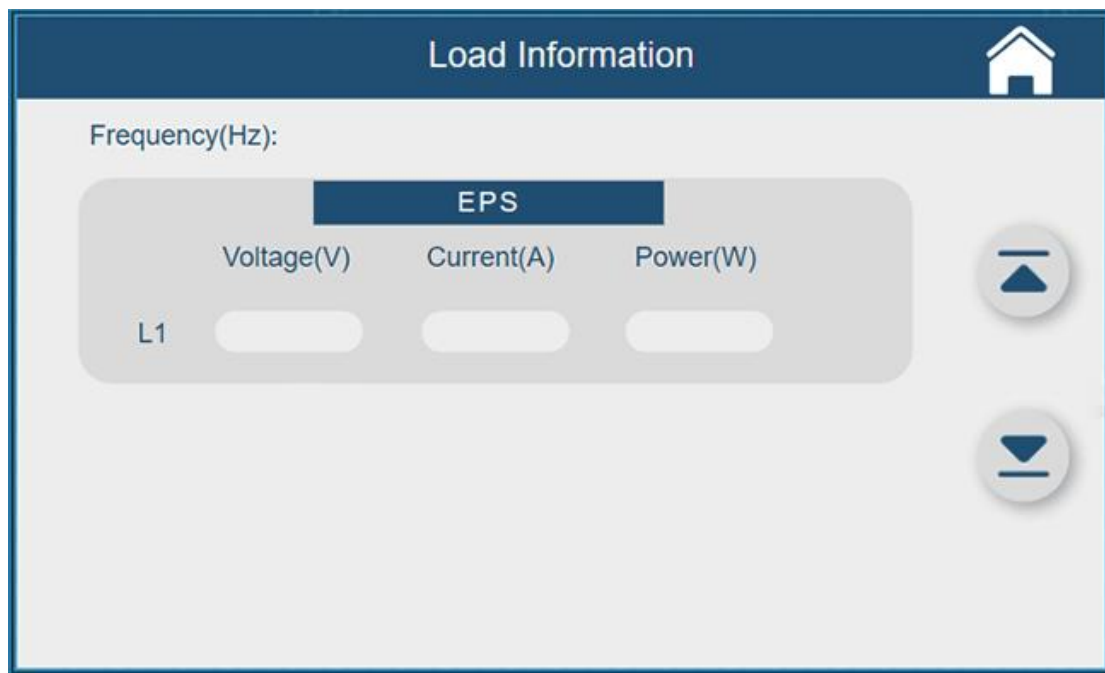 Load Information
Frequency(Hz):
EPS
Voltage(V) Current(A) Power(W)
L1